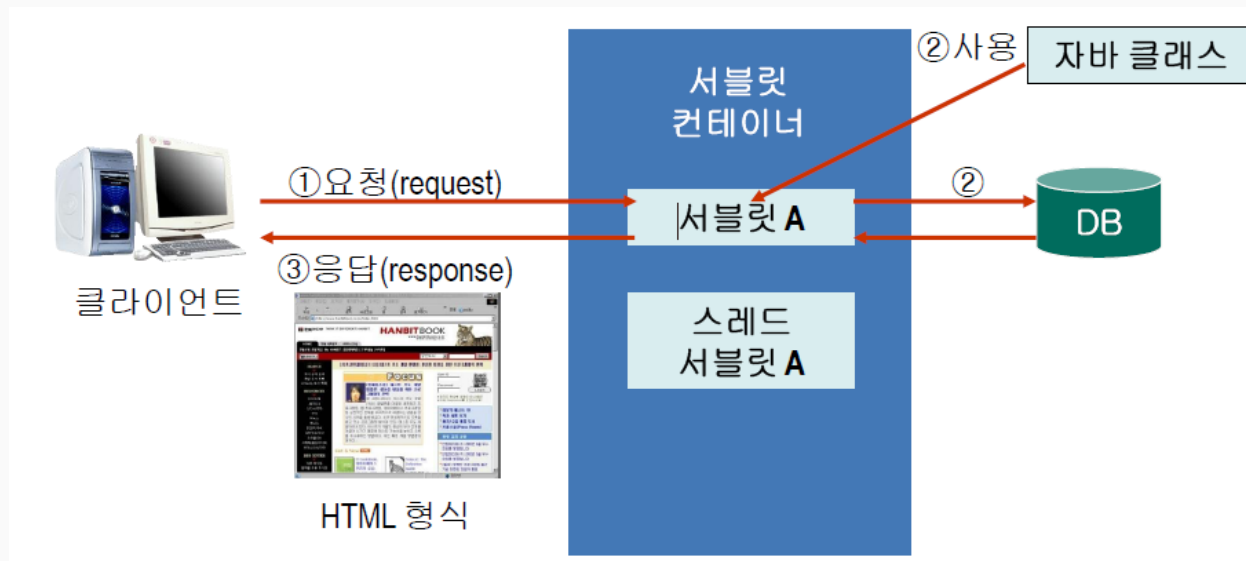 서블릿
컨테이너
②사용
자바 클래스
①요청(request)
서블릿 A
②
DB
③응답(response)
클라이언트
HANBITBOOK
FOCUS
스레드
서블릿 A
HTML 형식